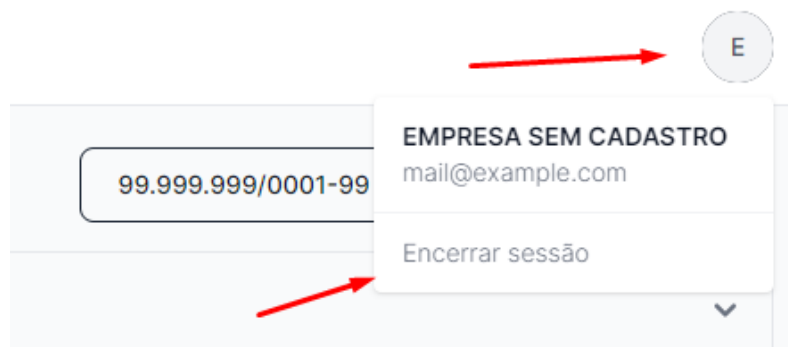 E
EMPRESA SEM CADASTRO
mail@example.com
99.999.999/0001-99
Encerrar sessão